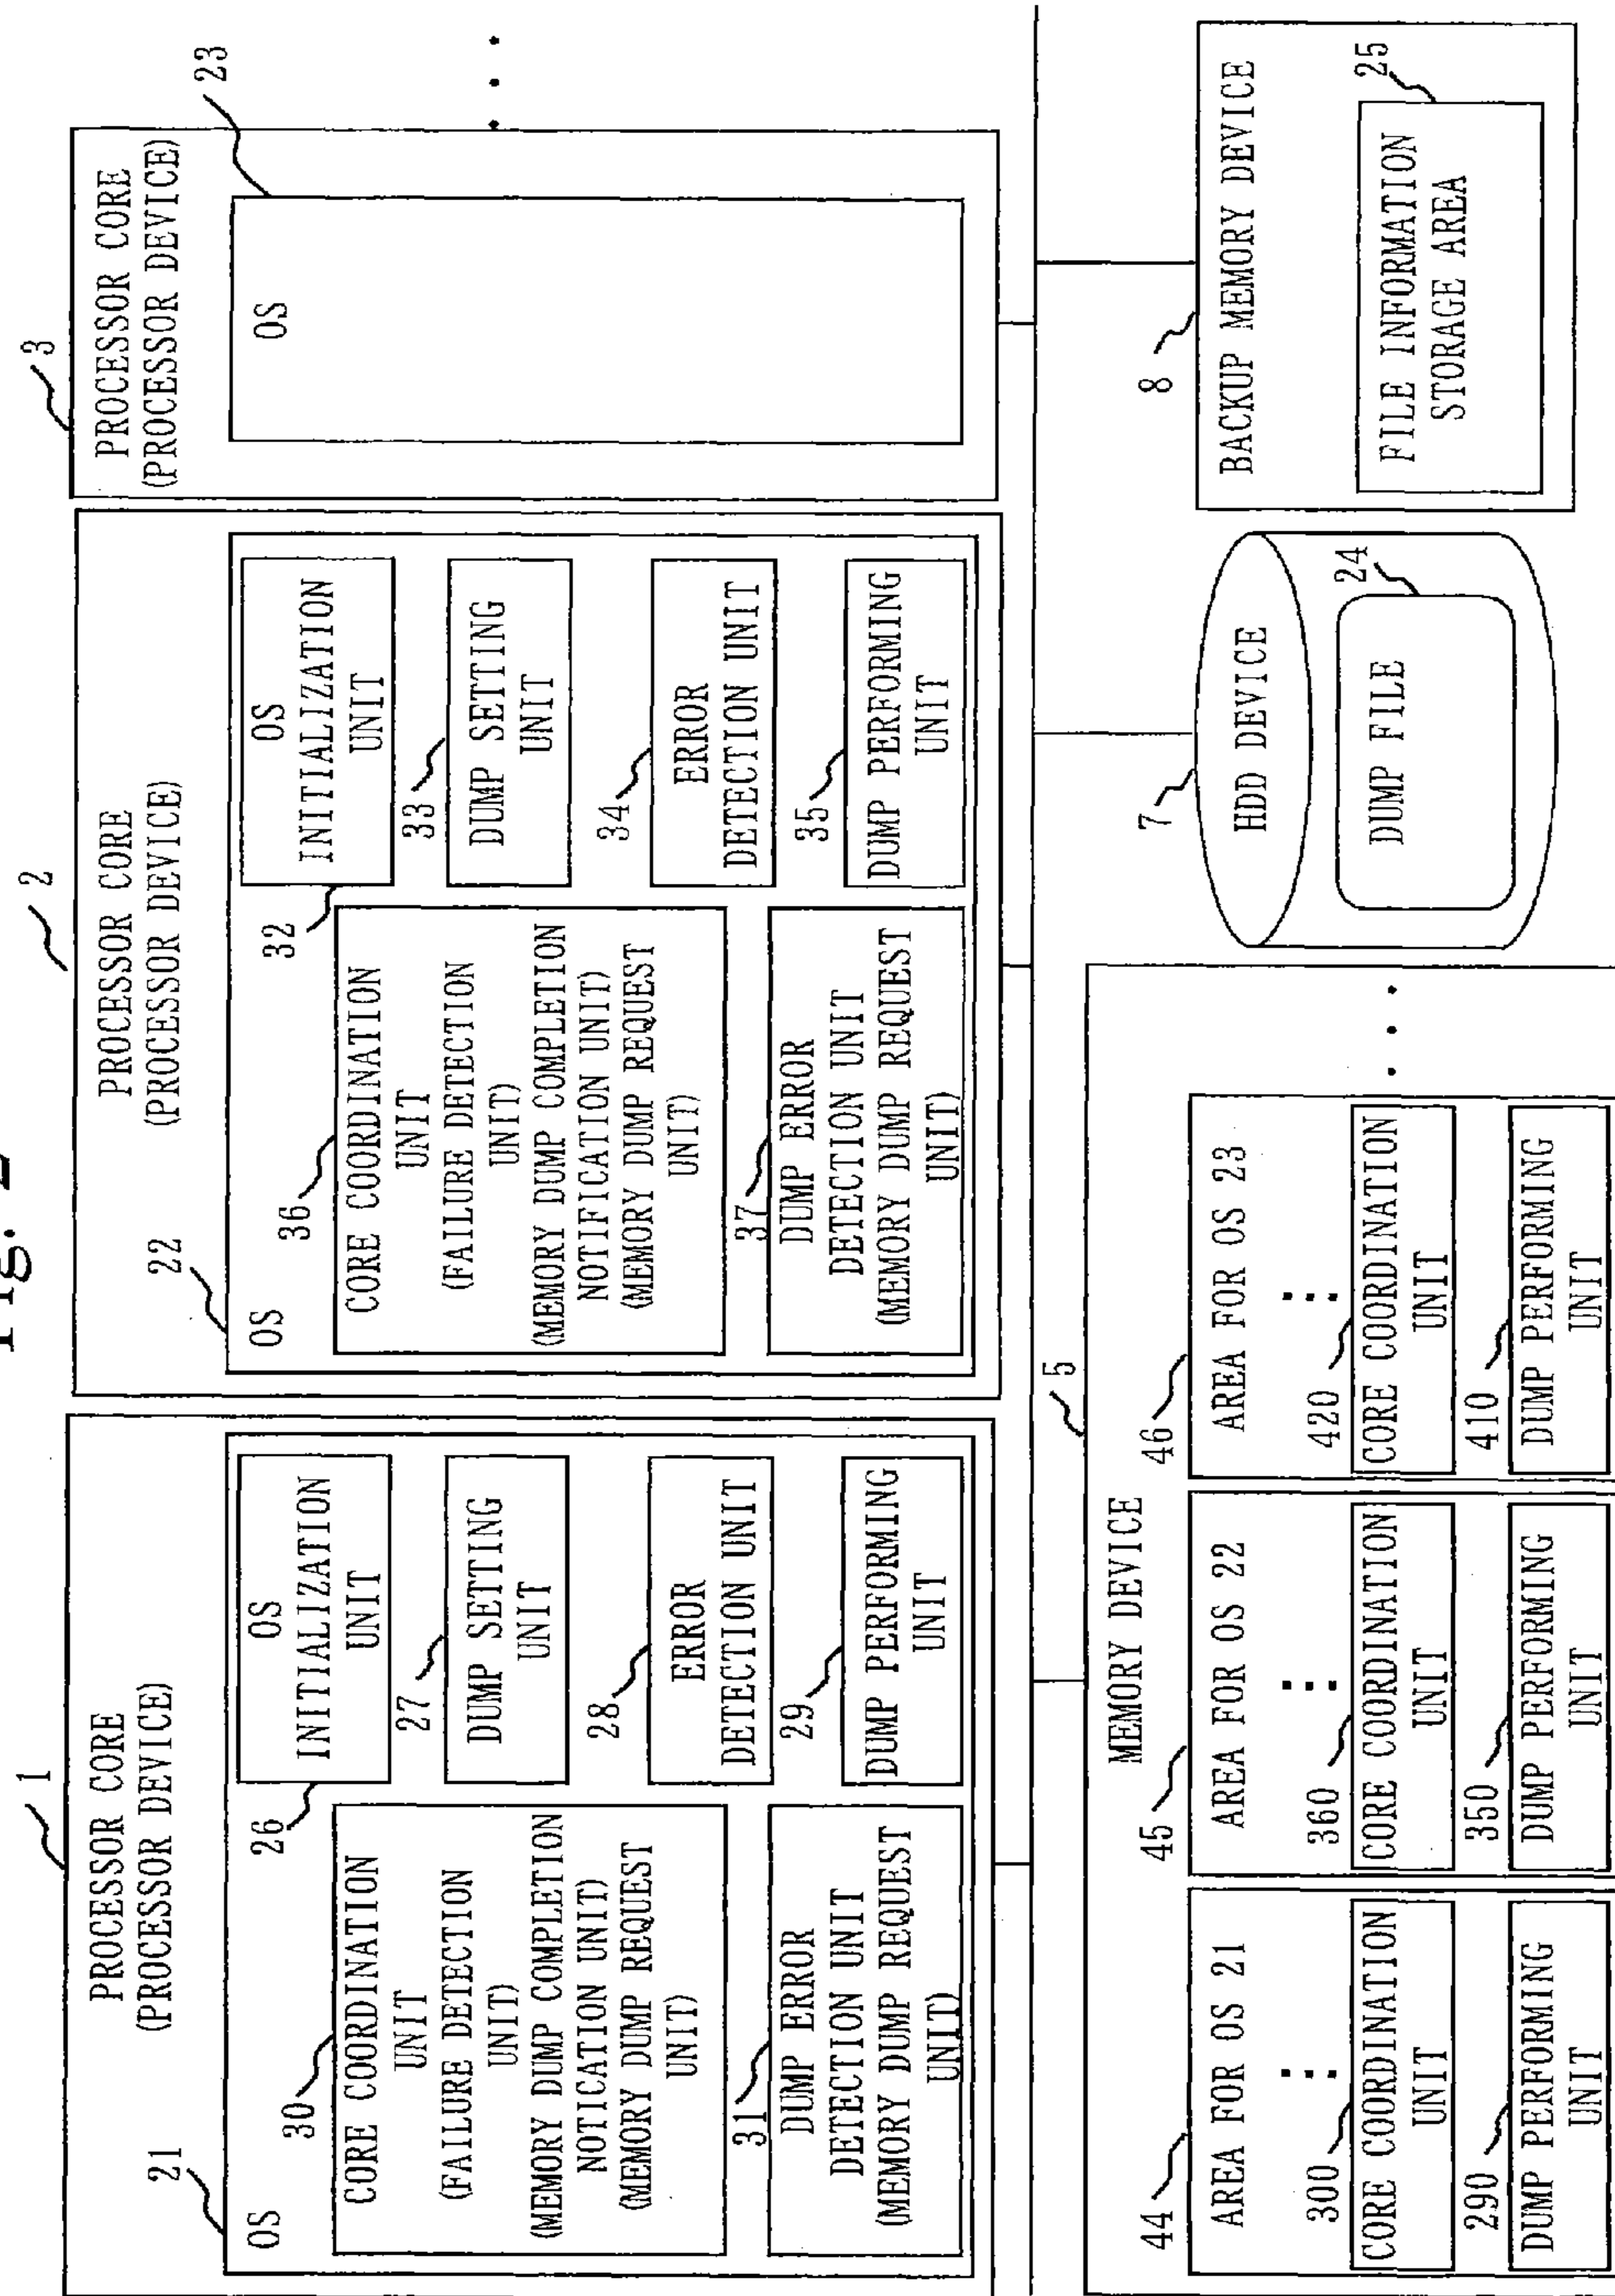 Fig. 2
1
PROCESSOR CORE
(PROCESSOR DEVICE)
21
OS
26
OS
INITIALIZATION
UNIT
30
CORE COORDINATION
UNIT
(FAILURE DETECTION
UNIT)
(MEMORY DUMP COMPLETION
NOTICATION UNIT)
(MEMORY DUMP REQUEST
UNIT)
27
DUMP SETTING
UNIT
28
ERROR
DETECTION UNIT
31
DUMP ERROR
DETECTION UNIT
(MEMORY DUMP REQUEST
UNIT)
29
DUMP PERFORMING
UNIT
2
PROCESSOR CORE
(PROCESSOR DEVICE)
22
OS
32
OS
INITIALIZATION
UNIT
36
CORE COORDINATION
UNIT
(FAILURE DETECTION
UNIT)
(MEMORY DUMP COMPLETION
NOTIFICATION UNIT)
(MEMORY DUMP REQUEST
UNIT)
33
DUMP SETTING
UNIT
34
ERROR
DETECTION UNIT
37
DUMP ERROR
DETECTION UNIT
(MEMORY DUMP REQUEST
UNIT)
35
DUMP PERFORMING
UNIT
3
PROCESSOR CORE
(PROCESSOR DEVICE)
23
OS
. . .
5
MEMORY DEVICE
44
AREA FOR OS 21
300
CORE COORDINATION
UNIT
290
DUMP PERFORMING
UNIT
45
AREA FOR OS 22
360
CORE COORDINATION
UNIT
350
DUMP PERFORMING
UNIT
46
AREA FOR OS 23
420
CORE COORDINATION
UNIT
410
DUMP PERFORMING
UNIT
. . .
7
HDD DEVICE
24
DUMP FILE
8
BACKUP MEMORY DEVICE
25
FILE INFORMATION
STORAGE AREA